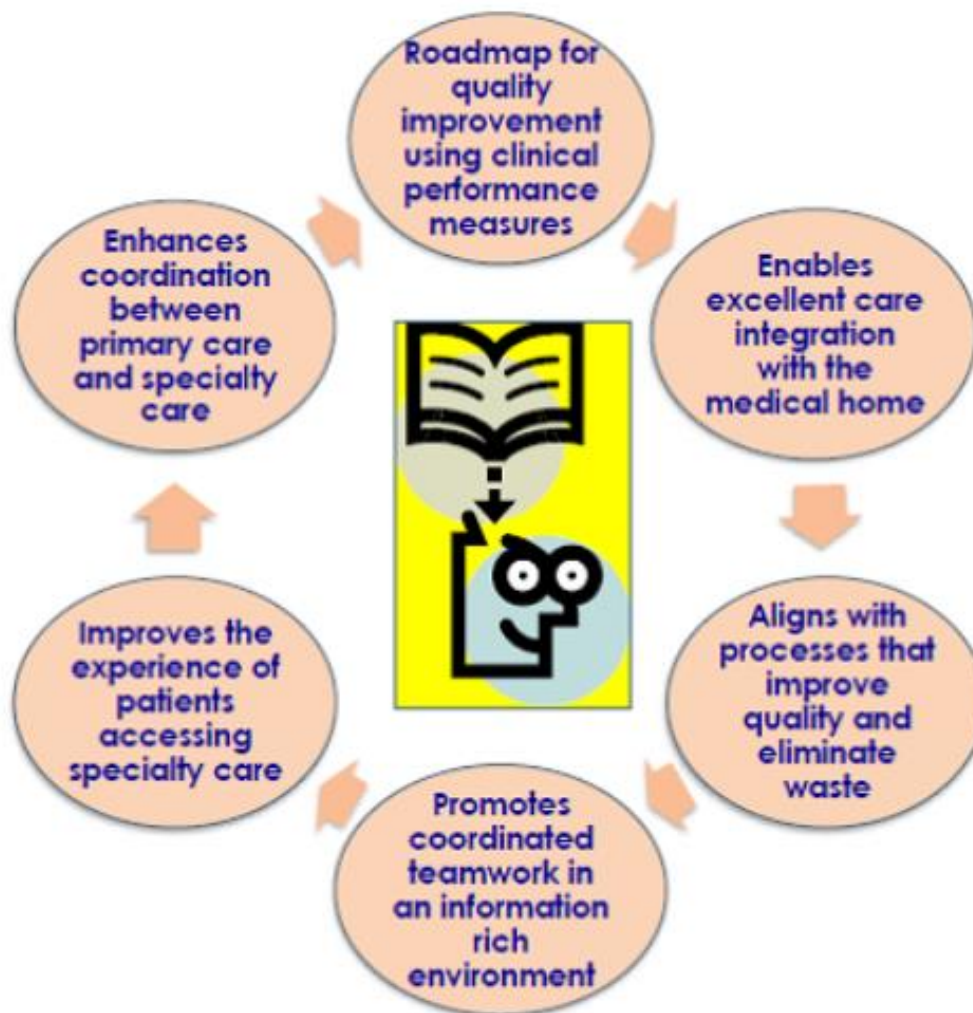 Roadmap for
quality
improvement
using clinical
performance
measures
Enables
excellent care
integration
with the
medical home
Aligns with
processes that
improve
quality and
eliminate
waste
Promotes
coordinated
teamwork in
an information
rich
environment
Improves the
experience of
patients
accessing
specialty care
Enhances
coordination
between
primary care
and specialty
care